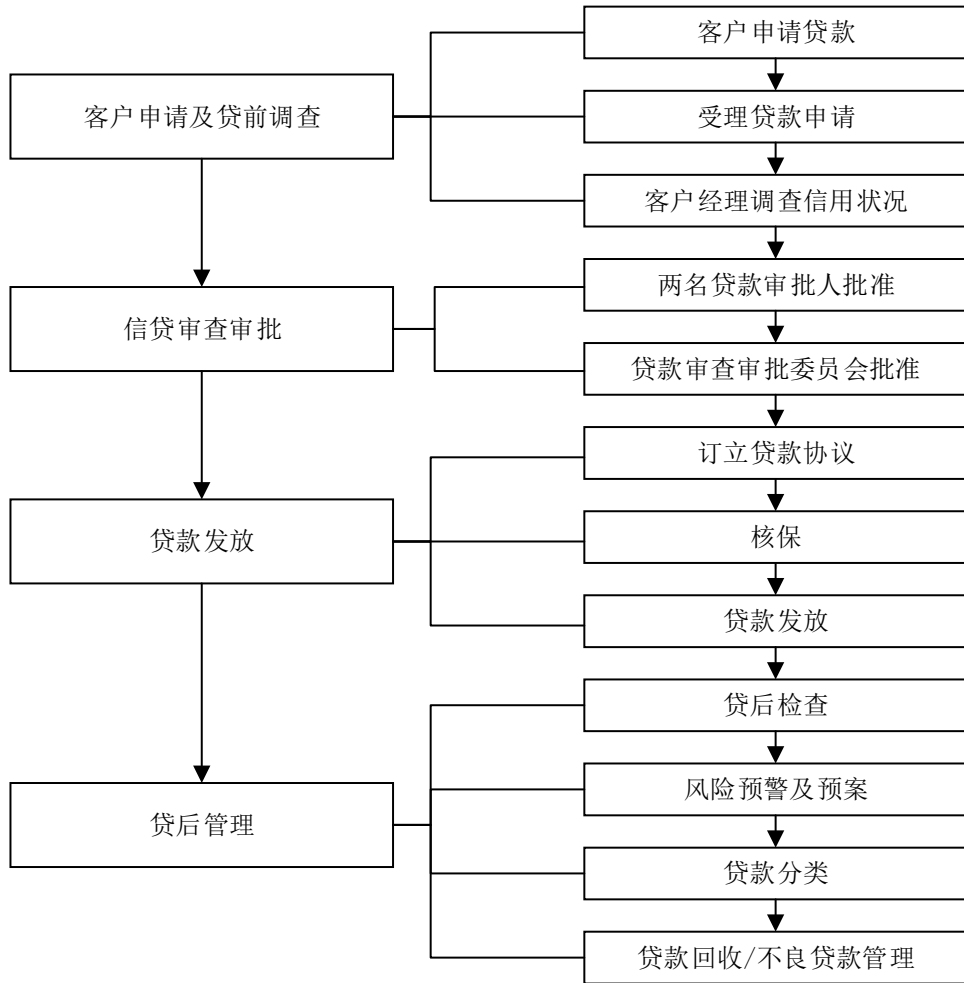 客户申请贷款
客户申请及贷前调查
受理贷款申请
客户经理调查信用状况
两名贷款审批人批准
信贷审查审批
贷款审查审批委员会批准
订立贷款协议
贷款发放
核保
贷款发放
贷后检查
风险预警及预案
贷后管理
贷款分类
贷款回收/不良贷款管理